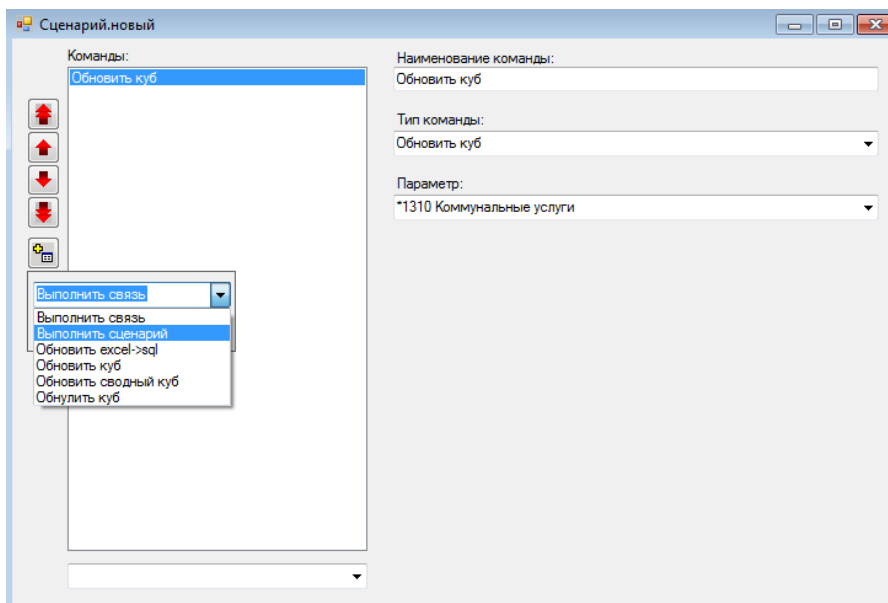 Сценарий.новый
Команды:
Обновить куб
Наименование команды:
Обновить куб
Тип команды:
Обновить куб
Параметр:
*1310 Коммунальные услуги
Выполнить связь
Выполнить связь
Выполнить сценарий
Обновить excel->sql
Обновить куб
Обновить сводный куб
Обнулить куб